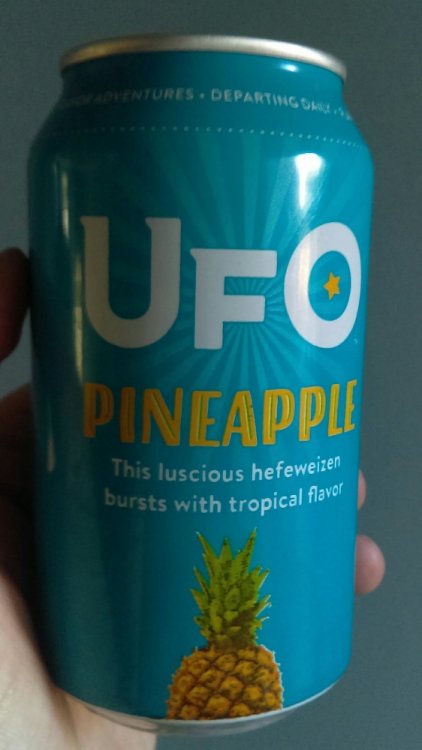 ADVENTURES • DEPARTING DAILY •
UFO
PINEAPPLE
This luscious hefeweizen
bursts with tropical flavor